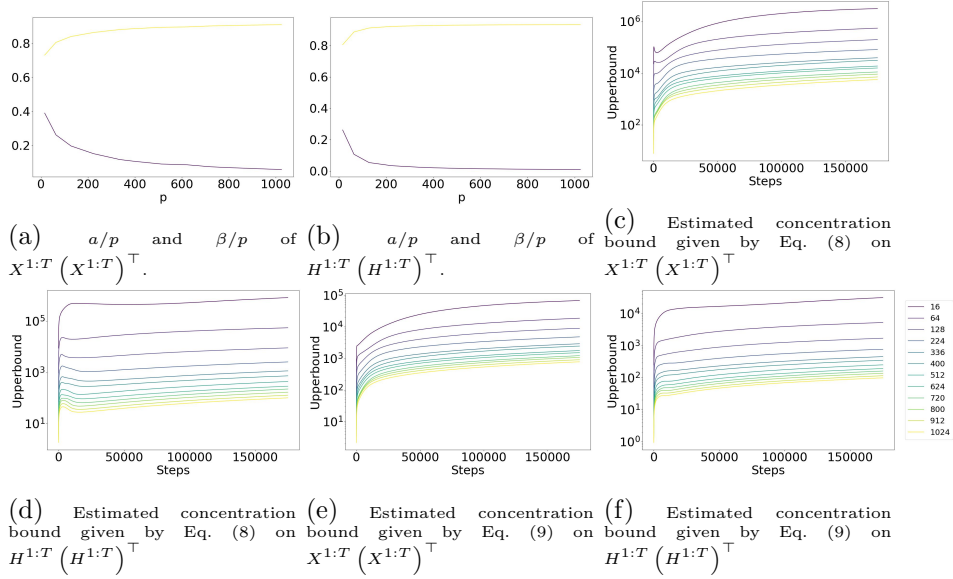 0.8
0.6
0.4
0.2
0 200 400 600 800 1000
p
(a) a/p and β/p of
X^{1:T} (X^{1:T})^⊤.
0.8
0.6
0.4
0.2
0.0
0 200 400 600 800 1000
p
(b) a/p and β/p of
H^{1:T} (H^{1:T})^⊤.
Upperbound
10^6
10^4
10^2
0 50000 100000 150000
Steps
(c) Estimated concentration
bound given by Eq. (8) on
X^{1:T} (X^{1:T})^⊤
Upperbound
10^5
10^3
10^1
0 50000 100000 150000
Steps
(d) Estimated concentration
bound given by Eq. (8) on
H^{1:T} (H^{1:T})^⊤
Upperbound
10^5
10^4
10^3
10^2
10^1
0 50000 100000 150000
Steps
(e) Estimated concentration
bound given by Eq. (9) on
X^{1:T} (X^{1:T})^⊤
Upperbound
10^4
10^3
10^2
10^1
10^0
0 50000 100000 150000
Steps
(f) Estimated concentration
bound given by Eq. (9) on
H^{1:T} (H^{1:T})^⊤
16
64
128
224
336
400
512
624
720
800
912
1024